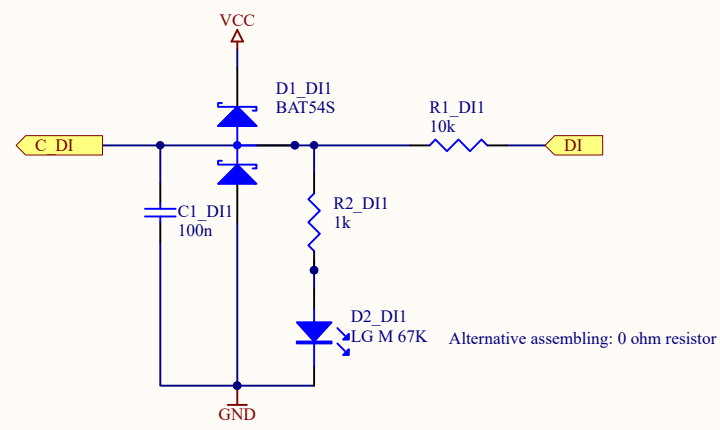 VCC
D1_DI1
BAT54S
R1_DI1
10k
C_DI
DI
C1_DI1
100n
R2_DI1
1k
D2_DI1
LG M 67K
Alternative assembling: 0 ohm resistor
GND